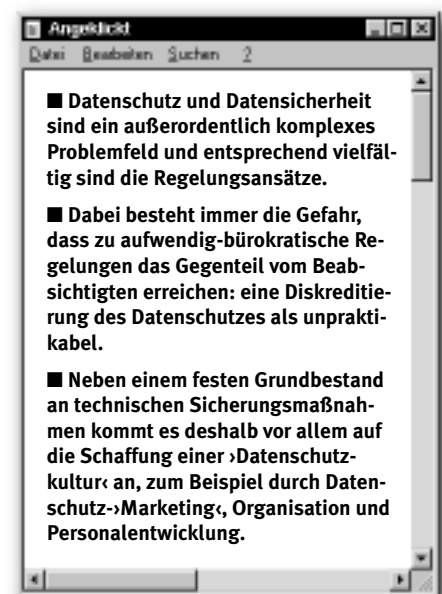 Angeklickt
Datei Bearbeiten Suchen ?
■ Datenschutz und Datensicherheit
sind ein außerordentlich komplexes
Problemfeld und entsprechend vielfäl-
tig sind die Regelungsansätze.
■ Dabei besteht immer die Gefahr,
dass zu aufwendig-bürokratische Re-
gelungen das Gegenteil vom Beab-
sichtigten erreichen: eine Diskreditie-
rung des Datenschutzes als unprakti-
kabel.
■ Neben einem festen Grundbestand
an technischen Sicherungsmaßnah-
men kommt es deshalb vor allem auf
die Schaffung einer ›Datenschutz-
kultur‹ an, zum Beispiel durch Daten-
schutz-›Marketing‹, Organisation und
Personalentwicklung.